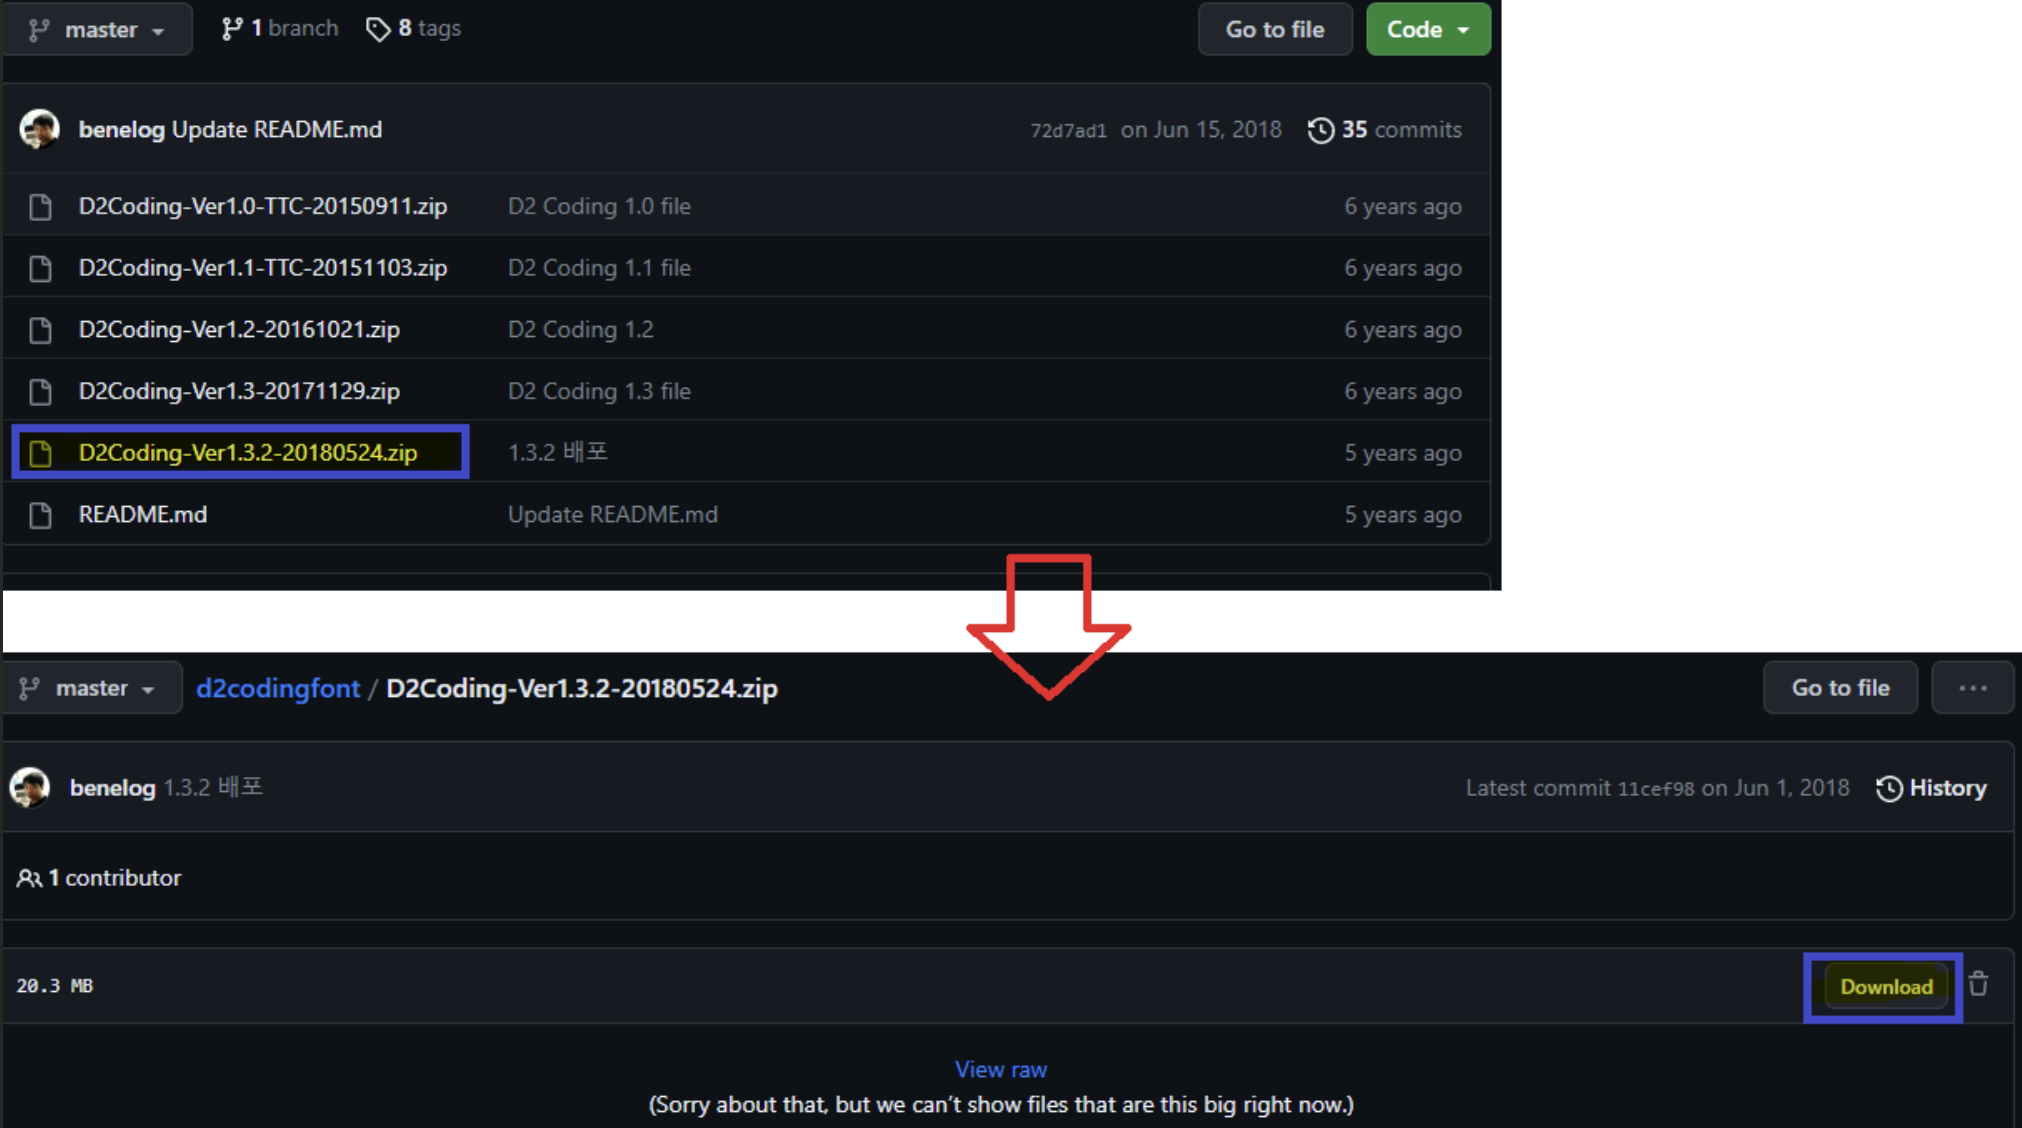 master 1 branch 8 tags Go to file Code
benelog Update README.md 72d7ad1 on Jun 15, 2018 35 commits
D2Coding-Ver1.0-TTC-20150911.zip D2 Coding 1.0 file 6 years ago
D2Coding-Ver1.1-TTC-20151103.zip D2 Coding 1.1 file 6 years ago
D2Coding-Ver1.2-20161021.zip D2 Coding 1.2 6 years ago
D2Coding-Ver1.3-20171129.zip D2 Coding 1.3 file 6 years ago
D2Coding-Ver1.3.2-20180524.zip 1.3.2 배포 5 years ago
README.md Update README.md 5 years ago
master d2codingfont / D2Coding-Ver1.3.2-20180524.zip Go to file ...
benelog 1.3.2 배포 Latest commit 11cef98 on Jun 1, 2018 History
1 contributor
20.3 MB Download
View raw
(Sorry about that, but we can't show files that are this big right now.)